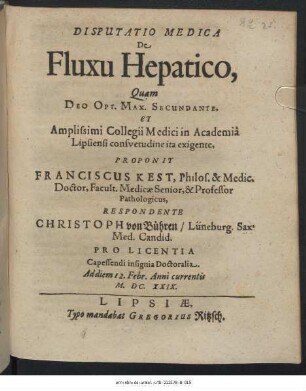 DISPUTATIO MEDICA
De
Fluxu Hepatico,
Quam
DEO OPT. MAX. SECUNDANTE,
ET
Amplissimi Collegii Medici in Academiâ
Lipsiensi consvetudine ita exigente,
PROPONIT
FRANCISCUS KEST, Philos. & Medic.
Doctor, Facult. Medicæ Senior, & Professor
Pathologicus,
RESPONDENTE
CHRISTOPH von Bühren / Lüneburg. Sax.
Med. Candid.
PRO LICENTIA
Capessendi insignia Doctoralia.
Ad diem 12. Febr. Anni currentis
M. DC. XXIX.
LIPSIÆ,
Typo mandabat GREGORIUS Ritzsch.